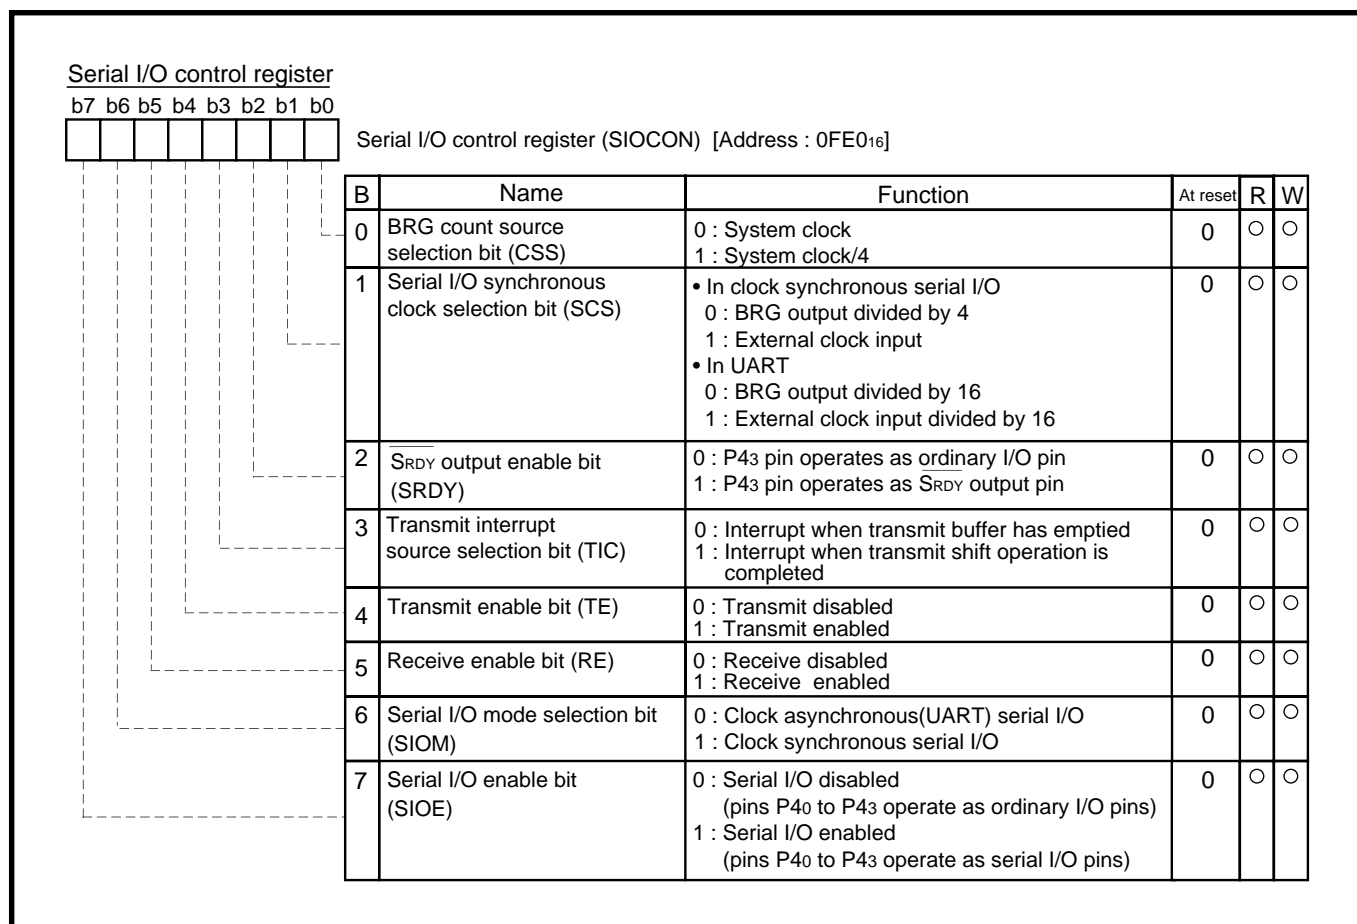 Serial I/O control register
b7 b6 b5 b4 b3 b2 b1 b0
Serial I/O control register (SIOCON) [Address : 0FE016]
B Name Function At reset R W
0 BRG count source selection bit (CSS)
0 : System clock
1 : System clock/4
0 ○ ○
1 Serial I/O synchronous clock selection bit (SCS)
• In clock synchronous serial I/O
0 : BRG output divided by 4
1 : External clock input
• In UART
0 : BRG output divided by 16
1 : External clock input divided by 16
0 ○ ○
2 SRDY output enable bit (SRDY)
0 : P43 pin operates as ordinary I/O pin
1 : P43 pin operates as SRDY output pin
0 ○ ○
3 Transmit interrupt source selection bit (TIC)
0 : Interrupt when transmit buffer has emptied
1 : Interrupt when transmit shift operation is
completed
0 ○ ○
4 Transmit enable bit (TE)
0 : Transmit disabled
1 : Transmit enabled
0 ○ ○
5 Receive enable bit (RE)
0 : Receive disabled
1 : Receive enabled
0 ○ ○
6 Serial I/O mode selection bit (SIOM)
0 : Clock asynchronous(UART) serial I/O
1 : Clock synchronous serial I/O
0 ○ ○
7 Serial I/O enable bit (SIOE)
0 : Serial I/O disabled
(pins P40 to P43 operate as ordinary I/O pins)
1 : Serial I/O enabled
(pins P40 to P43 operate as serial I/O pins)
0 ○ ○